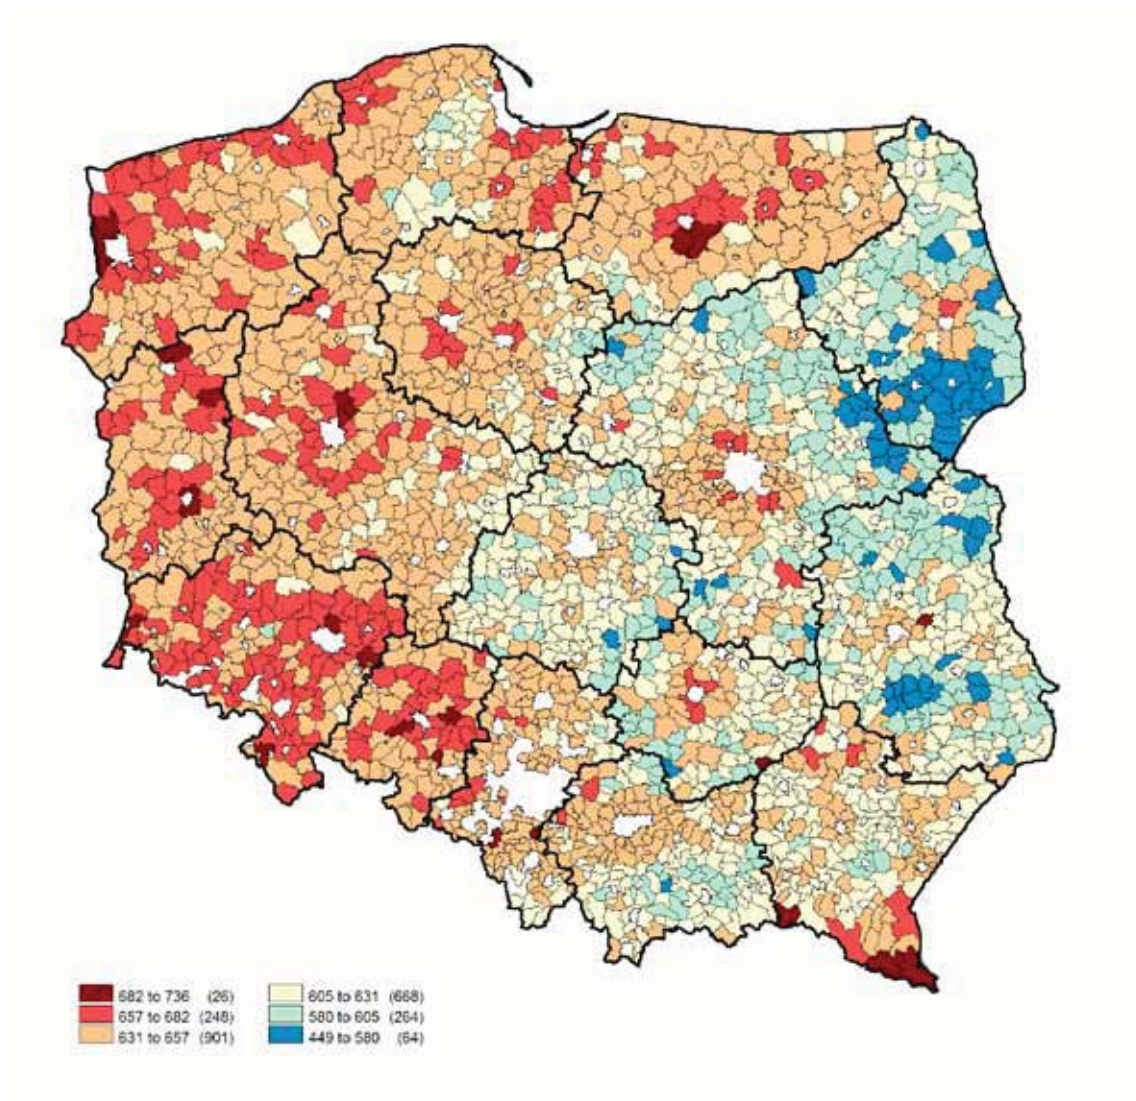 682 to 736 (26)
657 to 682 (248)
631 to 657 (901)
605 to 631 (668)
580 to 605 (264)
449 to 580 (64)